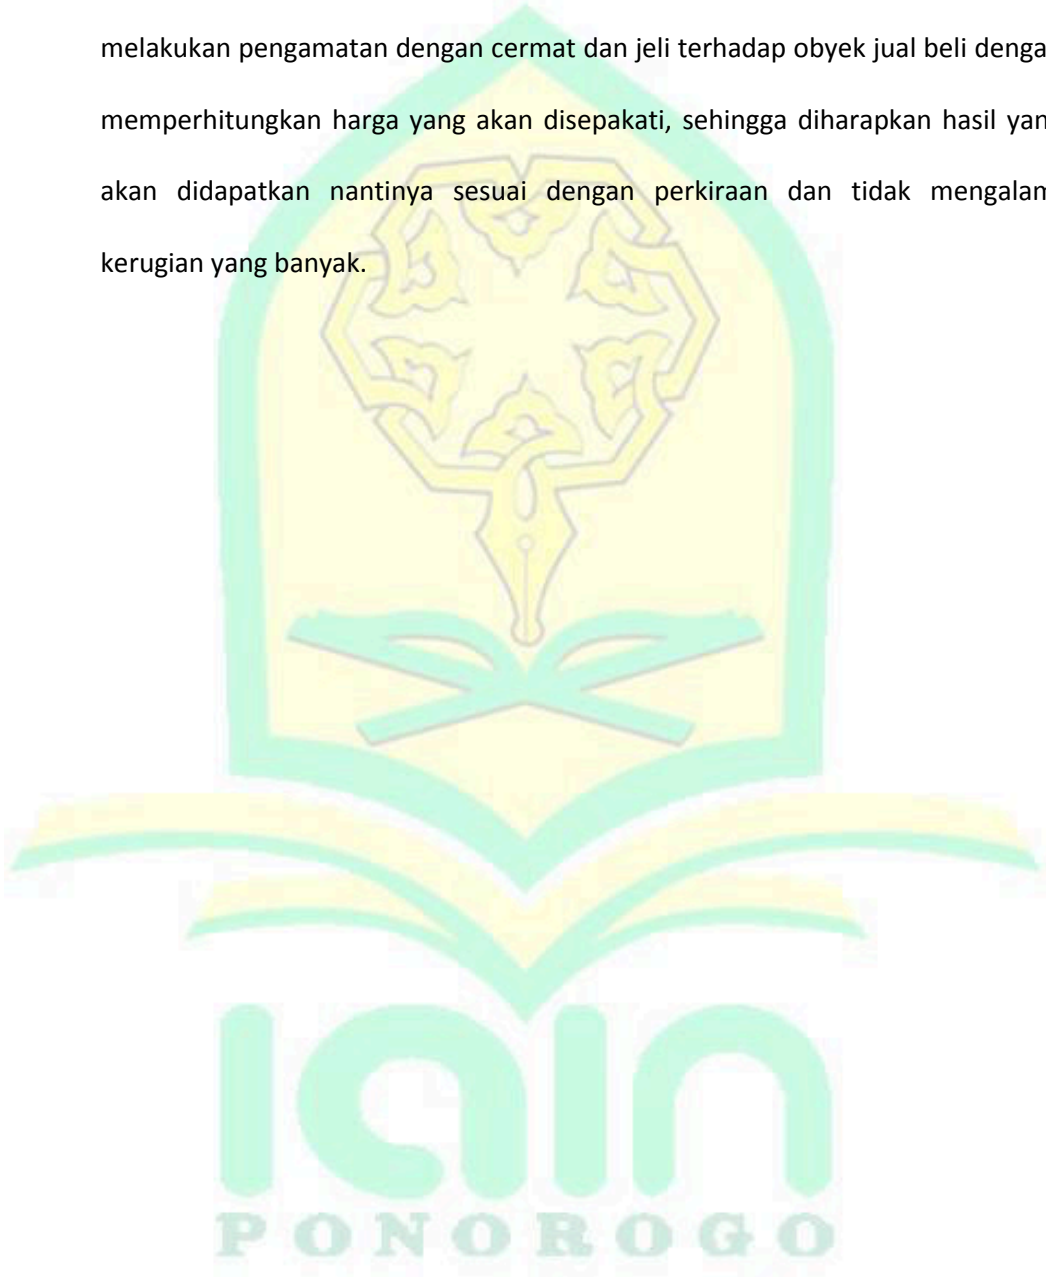 melakukan pengamatan dengan cermat dan jeli terhadap obyek jual beli denga
memperhitungkan harga yang akan disepakati, sehingga diharapkan hasil yan
akan didapatkan nantinya sesuai dengan perkiraan dan tidak mengalam
kerugian yang banyak.
iain
PONOROGO